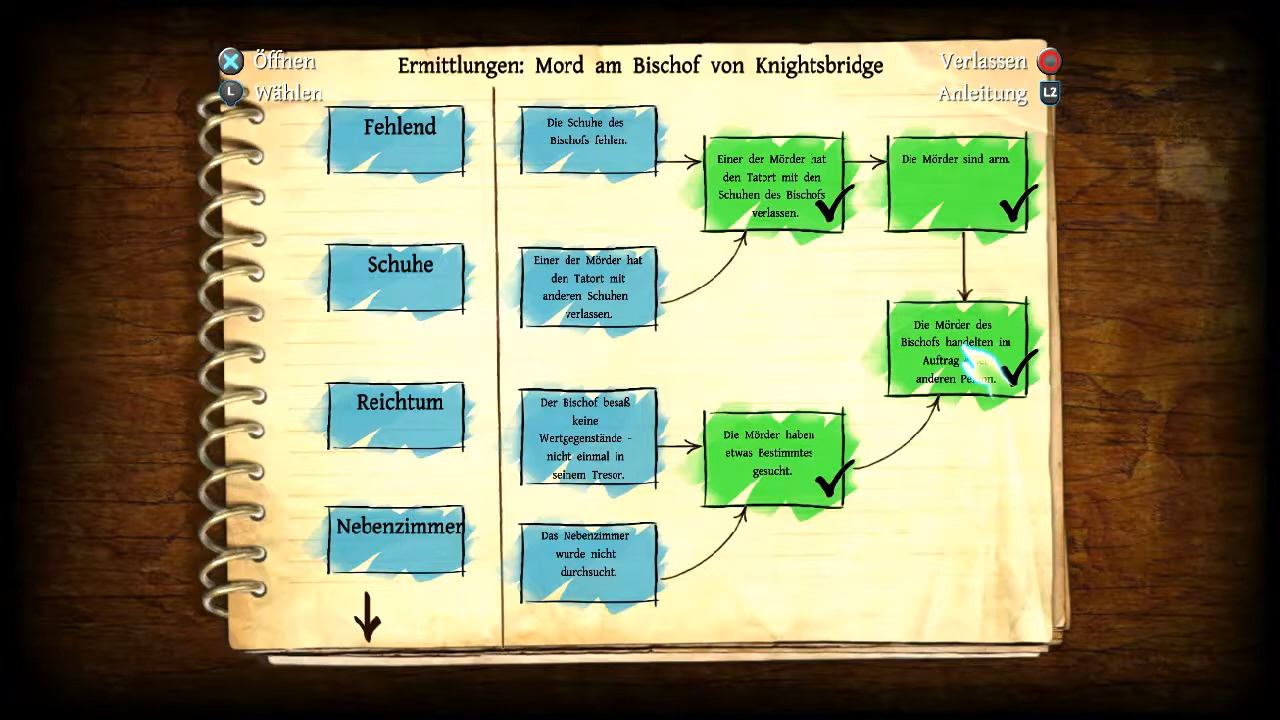 Öffnen
Wählen
L
Ermittlungen: Mord am Bischof von Knightsbridge
Verlassen
Anleitung
L2
Fehlend
Schuhe
Reichtum
Nebenzimmer
Die Schuhe des
Bischofs fehlen.
Einer der Mörder hat
den Tatort mit
anderen Schuhen
verlassen.
Der Bischof besaß
keine
Wertgegenstände -
nicht einmal in
seinem Tresor.
Das Nebenzimmer
wurde nicht
durchsucht.
Einer der Mörder hat
den Tatort mit den
Schuhen des Bischofs
verlassen.
Die Mörder haben
etwas Bestimmtes
gesucht.
Die Mörder sind arm.
Die Mörder des
Bischofs handelten im
Auftrag
anderen Person.